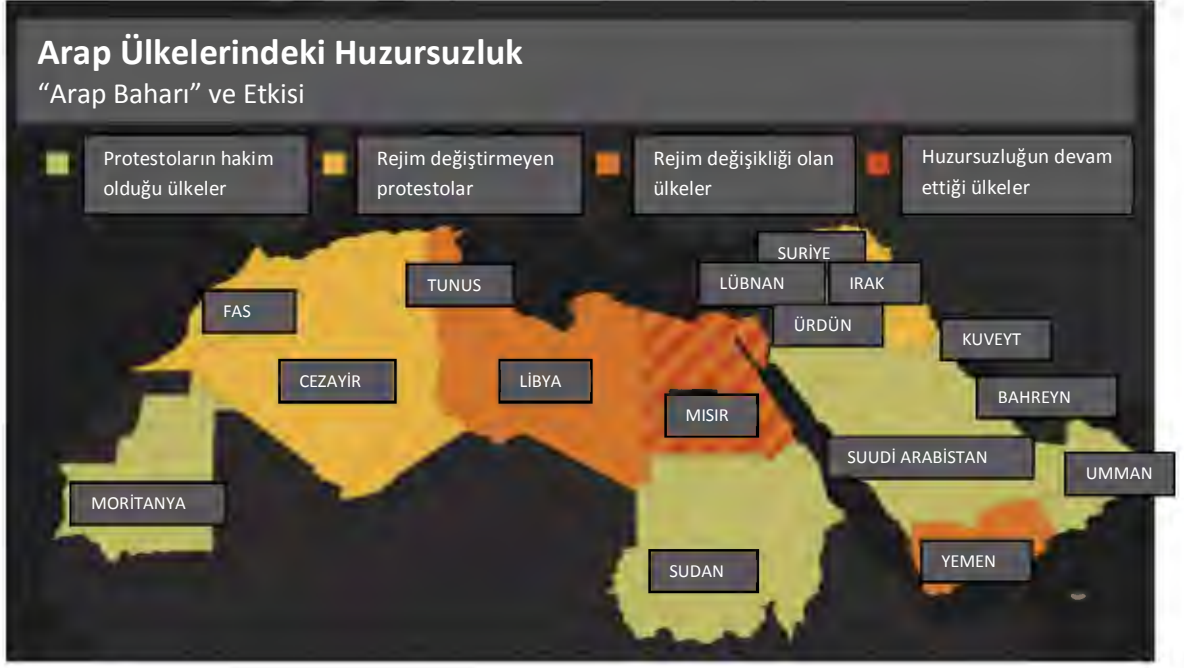 Arap Ülkelerindeki Huzursuzluk
“Arap Baharı” ve Etkisi
Protestoların hakim
olduğu ülkeler
Rejim değiştirmeyen
protestolar
Rejim değişikliği olan
ülkeler
Huzursuzluğun devam
ettiği ülkeler
SURİYE
TUNUS
LÜBNAN
IRAK
FAS
ÜRDÜN
KUVEYT
CEZAYİR
LİBYA
BAHREYN
MISIR
SUUDİ ARABİSTAN
UMMAN
MORİTANYA
YEMEN
SUDAN